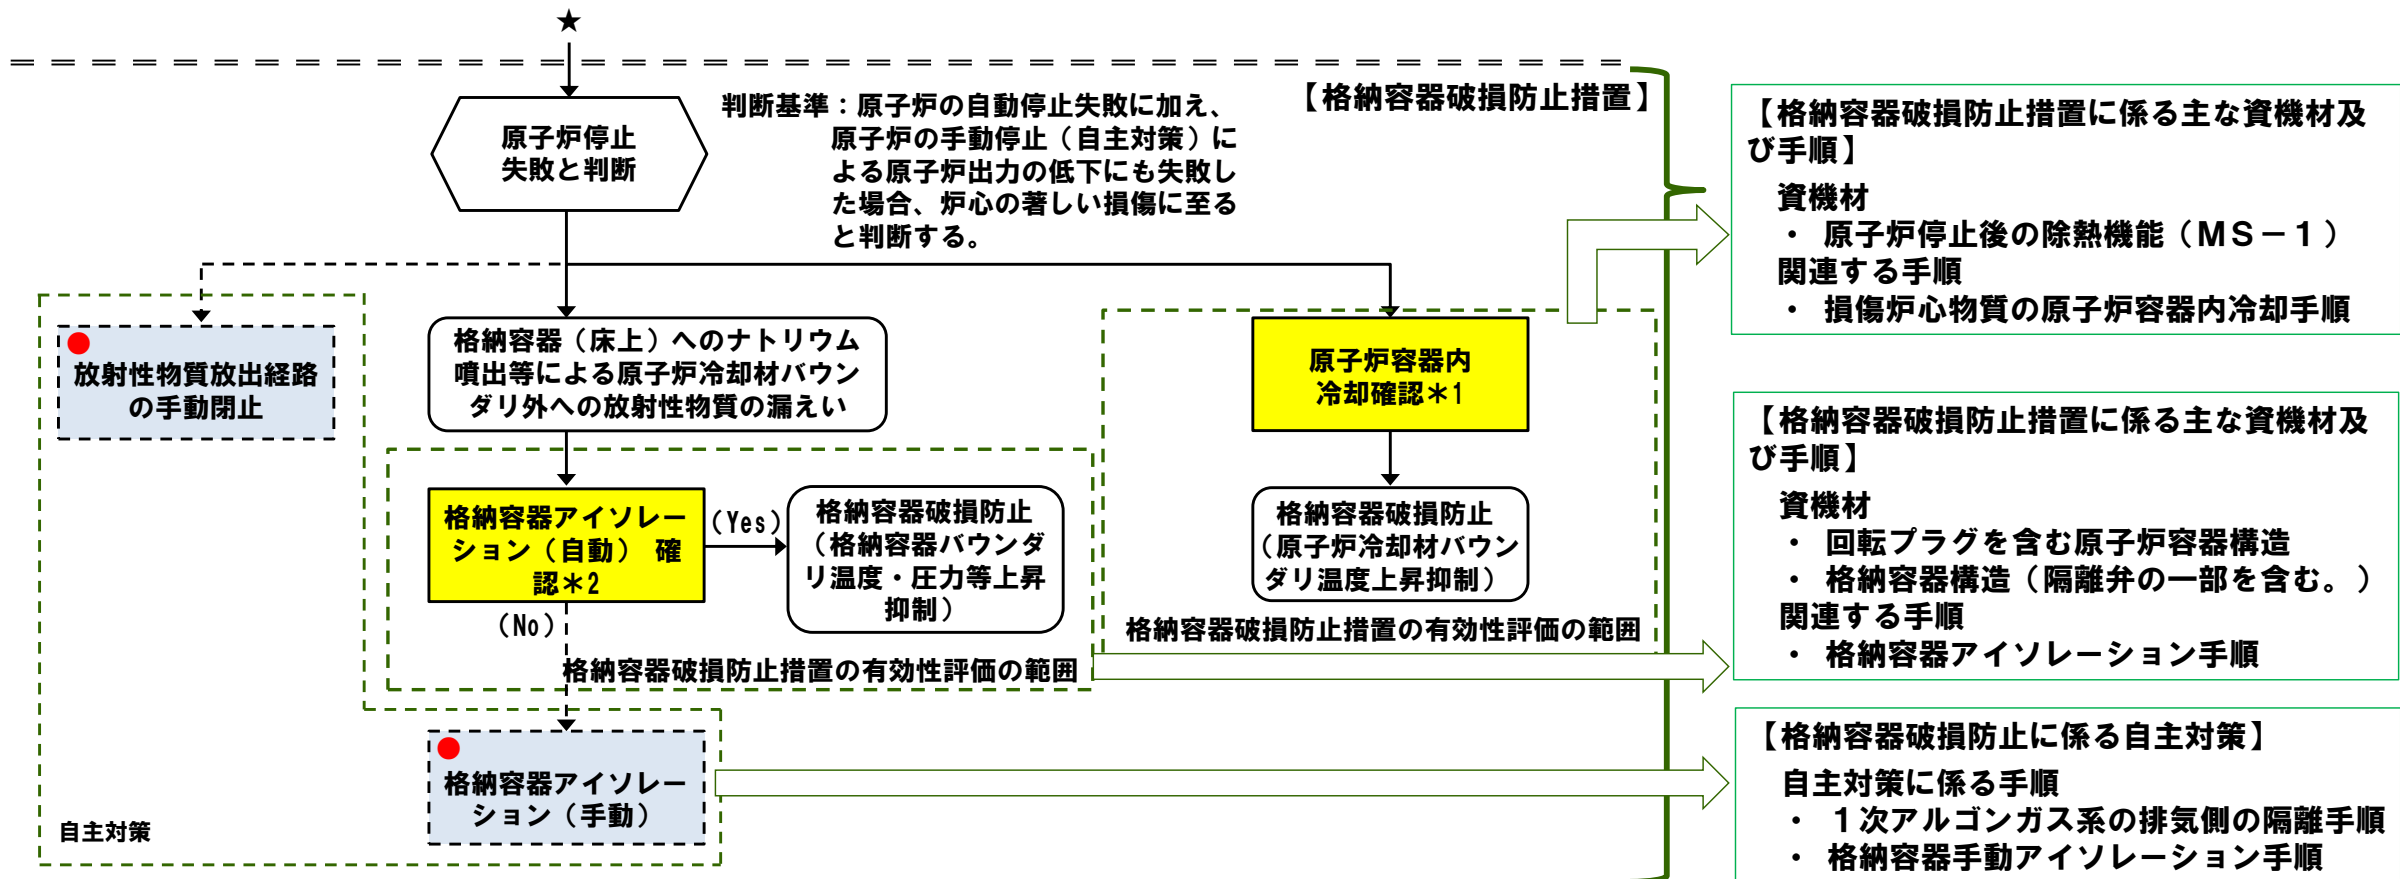 ★
【格納容器破損防止措置】
原子炉停止
失敗と判断
判断基準：原子炉の自動停止失敗に加え、
原子炉の手動停止（自主対策）に
よる原子炉出力の低下にも失敗し
た場合、炉心の著しい損傷に至る
と判断する。
放射性物質放出経路
の手動閉止
格納容器（床上）へのナトリウム
噴出等による原子炉冷却材バウン
ダリ外への放射性物質の漏えい
原子炉容器内
冷却確認＊1
格納容器アイソレー
ション（自動） 確
認＊2
（Yes）
（No）
格納容器破損防止
（格納容器バウンダ
リ温度・圧力等上昇
抑制）
格納容器破損防止
（原子炉冷却材バウン
ダリ温度上昇抑制）
格納容器破損防止措置の有効性評価の範囲
格納容器破損防止措置の有効性評価の範囲
格納容器アイソレー
ション（手動）
自主対策
【格納容器破損防止措置に係る主な資機材及
び手順】
資機材
・ 原子炉停止後の除熱機能（ＭＳ－１）
関連する手順
・ 損傷炉心物質の原子炉容器内冷却手順
【格納容器破損防止措置に係る主な資機材及
び手順】
資機材
・ 回転プラグを含む原子炉容器構造
・ 格納容器構造（隔離弁の一部を含む。）
関連する手順
・ 格納容器アイソレーション手順
【格納容器破損防止に係る自主対策】
自主対策に係る手順
・ １次アルゴンガス系の排気側の隔離手順
・ 格納容器手動アイソレーション手順